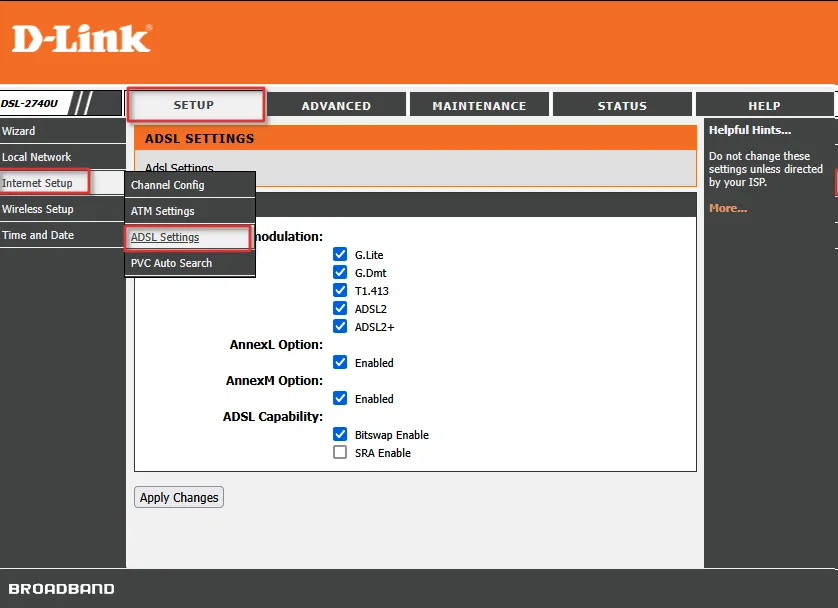 D-Link
DSL-2740U
SETUP
ADVANCED
MAINTENANCE
STATUS
HELP
Wizard
Local Network
Internet Setup
Wireless Setup
Time and Date
Channel Config
ATM Settings
ADSL Settings
PVC Auto Search
ADSL SETTINGS
Adsl Settings
modulation:
G.Lite
G.Dmt
T1.413
ADSL2
ADSL2+
AnnexL Option:
Enabled
AnnexM Option:
Enabled
ADSL Capability:
Bitswap Enable
SRA Enable
Apply Changes
Helpful Hints...
Do not change these
settings unless directed
by your ISP.
More...
BROADBAND